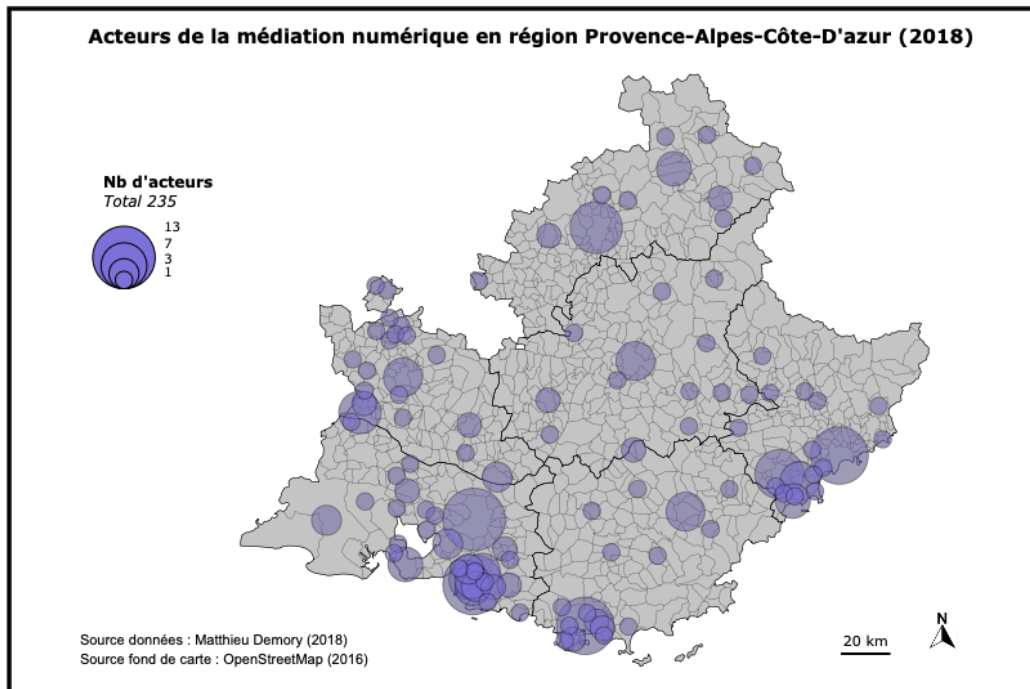 Acteurs de la médiation numérique en région Provence-Alpes-Côte-D'azur (2018)
Nb d'acteurs
Total 235
13
7
3
1
Source données : Matthieu Demory (2018)
Source fond de carte : OpenStreetMap (2016)
20 km
N